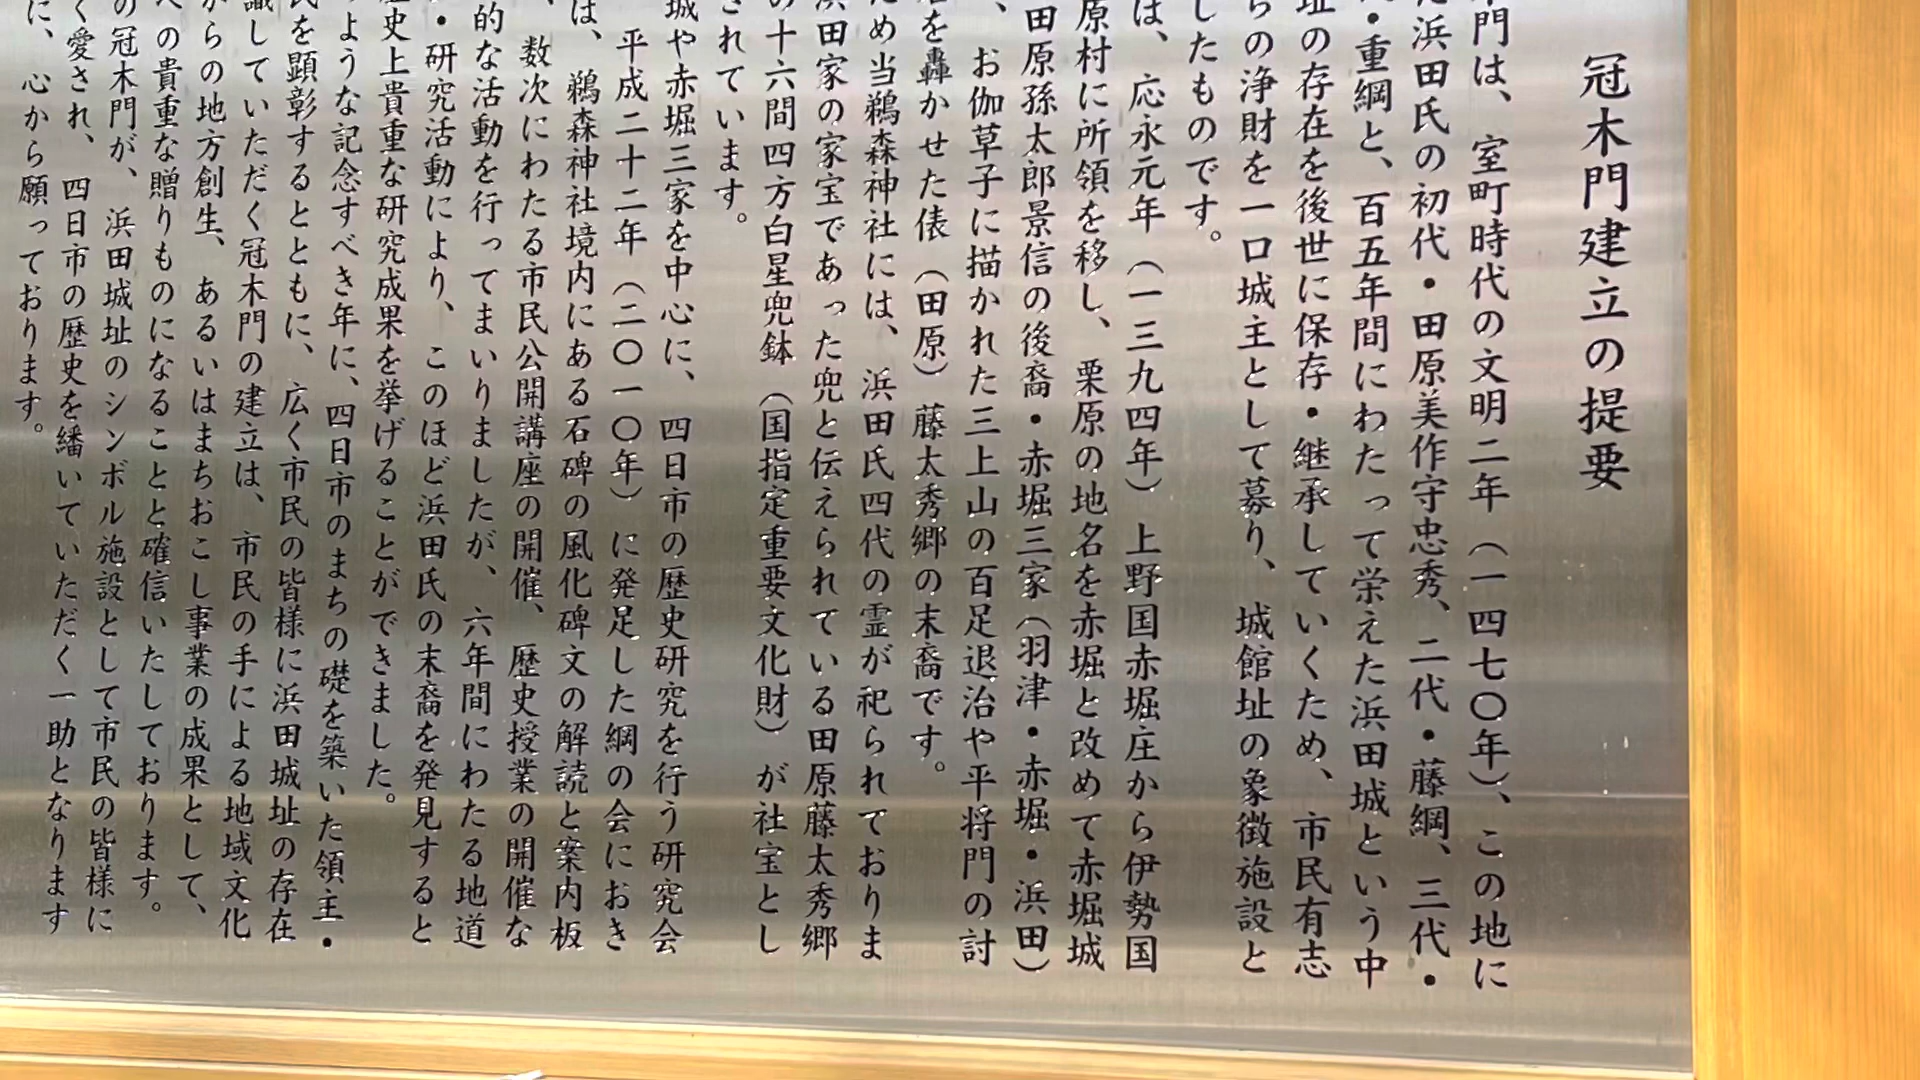 冠木門建立の提要
木門は、室町時代の文明二年（一四七〇年）、この地に
た浜田氏の初代・田原美作守忠秀、二代・藤綱、三代・
・重綱と、百五年間にわたって栄えた浜田城という中
址の存在を後世に保存・継承していくため、市民有志
らの浄財を一口城主として募り、城館址の象徴施設と
したものです。
は、応永元年（一三九四年）上野国赤堀庄から伊勢国
原村に所領を移し、栗原の地名を赤堀と改めて赤堀城
田原孫太郎景信の後裔・赤堀三家（羽津・赤堀・浜田）
、お伽草子に描かれた三上山の百足退治や平将門の討
名を轟かせた俵（田原）藤太秀郷の末裔です。
ため当鵜森神社には、浜田氏四代の霊が祀られておりま
浜田家の家宝であった兜と伝えられている田原藤太秀郷
の十六間四方白星兜鉢（国指定重要文化財）が社宝とし
されています。
城や赤堀三家を中心に、四日市の歴史研究を行う研究会
平成二十二年（二〇一〇年）に発足した綱の会におき
は、鵜森神社境内にある石碑の風化碑文の解読と案内板
、数次にわたる市民公開講座の開催、歴史授業の開催な
的な活動を行ってまいりましたが、六年間にわたる地道
・研究活動により、このほど浜田氏の末裔を発見すると
歴史上貴重な研究成果を挙げることができました。
ような記念すべき年に、四日市のまちの礎を築いた領主・
氏を顕彰するとともに、広く市民の皆様に浜田城址の存在
識していただく冠木門の建立は、市民の手による地域文化
からの地方創生、あるいはまちおこし事業の成果として、
への貴重な贈りものになることと確信いたしております。
の冠木門が、浜田城址のシンボル施設として市民の皆様に
く愛され、四日市の歴史を繙いていただく一助となります
に、心から願っております。